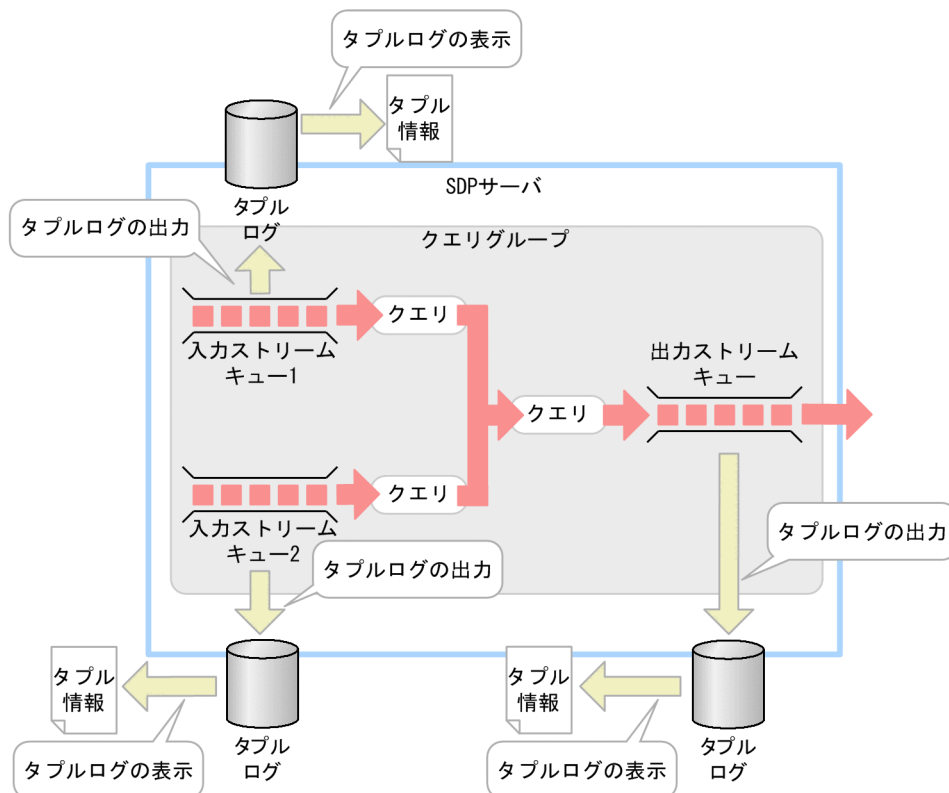 タプルログの表示
タプル
情報
SDPサーバ
タプル
ログ
タプルログの出力
クエリグループ
クエリ
入力ストリーム
キュー1
出力ストリーム
キュー
クエリ
クエリ
入力ストリーム
キュー2
タプルログの出力
タプルログの出力
タプル
情報
タプル
ログ
タプルログの表示
タプル
情報
タプル
ログ
タプルログの表示